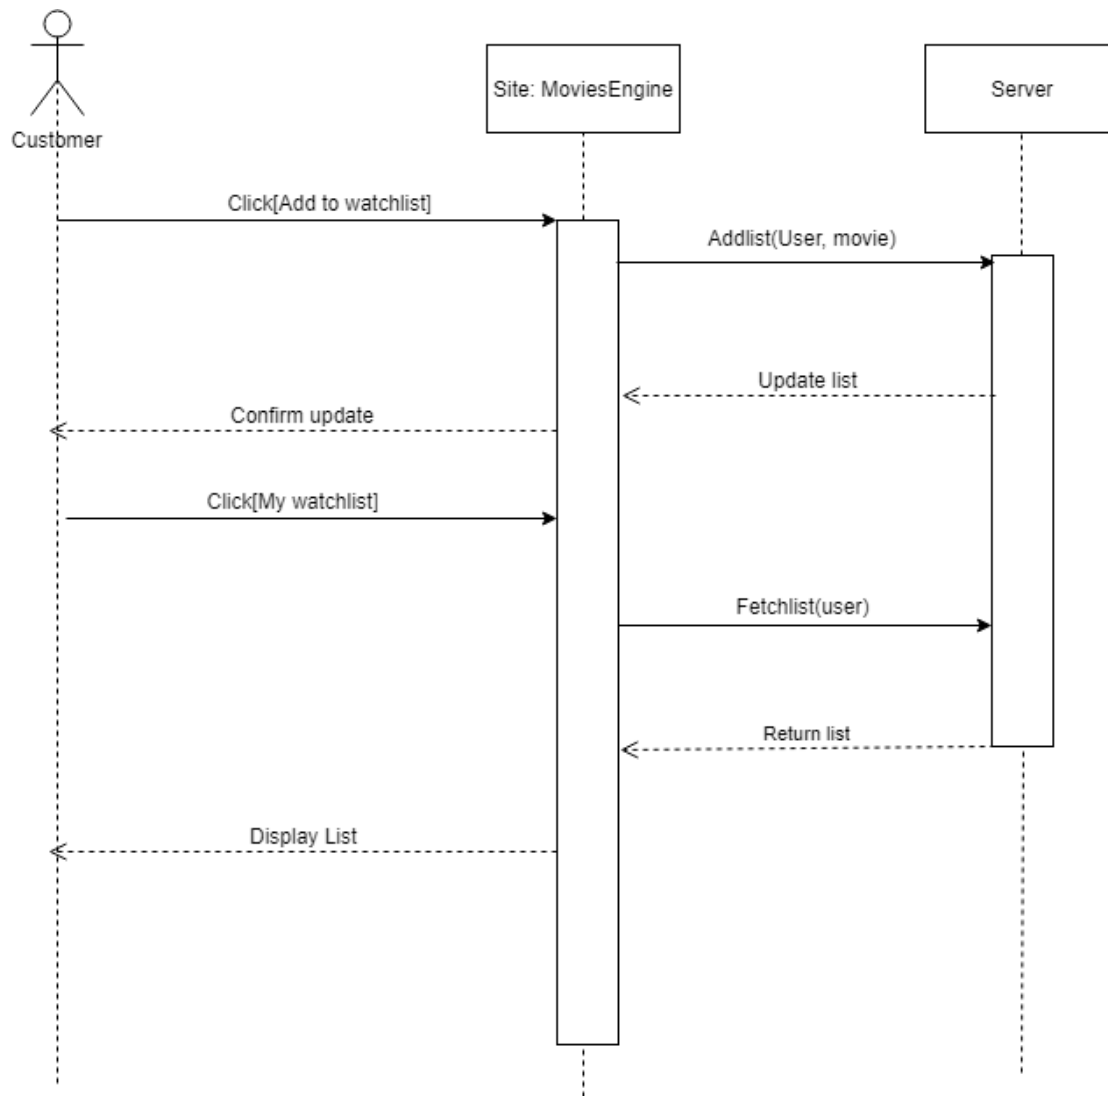 Customer
Site: MoviesEngine
Server
Click[Add to watchlist]
Addlist(User, movie)
Update list
Confirm update
Click[My watchlist]
Fetchlist(user)
Return list
Display List